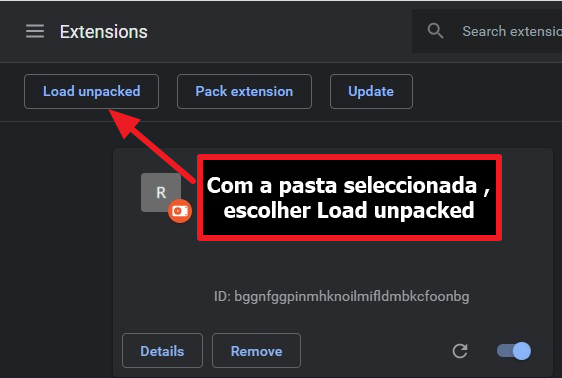 Extensions
Search extensio
Load unpacked
Pack extension
Update
R
Com a pasta seleccionada ,
escolher Load unpacked
ID: bggnfggpinmhknoilmifldmbkcfoonbg
Details
Remove